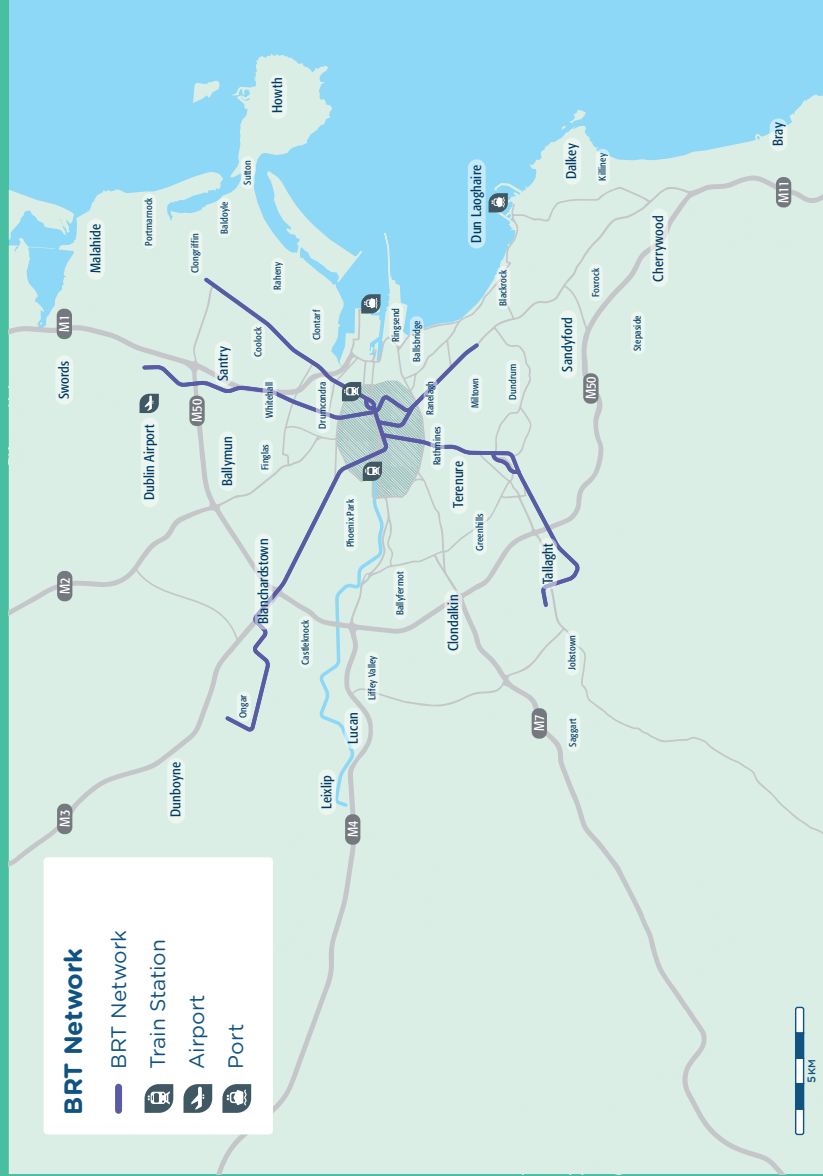 BRT Network
BRT Network
Train Station
Airport
Port
M3
M2
M1
Swords
Malahide
Portmarnock
Dublin Airport
Dunboyne
M50
Clongriffin
Baldoyle
Sutton
Howth
Santry
Ballymun
Ongar
Blanchardstown
Finglas
Whitehall
Coolock
Raheny
Castleknock
Drumcondra
Clontarf
Leixlip
Lucan
M4
Phoenix Park
Liffey Valley
Ballyfermot
Ringsend
Ballsbridge
Ranelagh
Rathmines
Clondalkin
Terenure
Greenhills
Milltown
Dun Laoghaire
Blackrock
Dundrum
Tallaght
M7
Jobstown
Saggart
Sandyford
M50
Foxrock
Dalkey
Killiney
Stepaside
Cherrywood
Bray
M11
5 KM